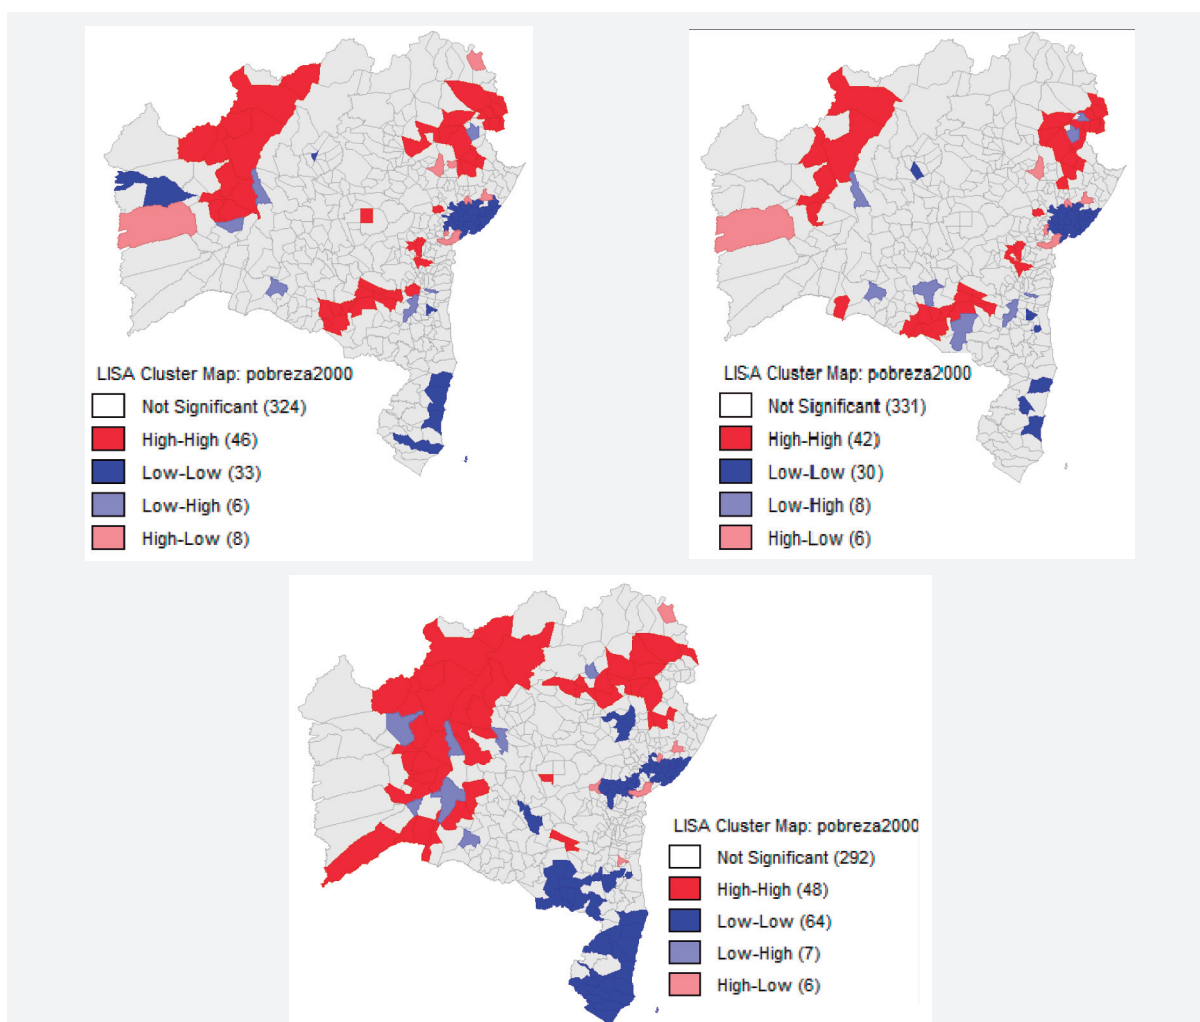 LISA Cluster Map: pobreza2000
Not Significant (324)
High-High (46)
Low-Low (33)
Low-High (6)
High-Low (8)
LISA Cluster Map: pobreza2000
Not Significant (331)
High-High (42)
Low-Low (30)
Low-High (8)
High-Low (6)
LISA Cluster Map: pobreza2000
Not Significant (292)
High-High (48)
Low-Low (64)
Low-High (7)
High-Low (6)